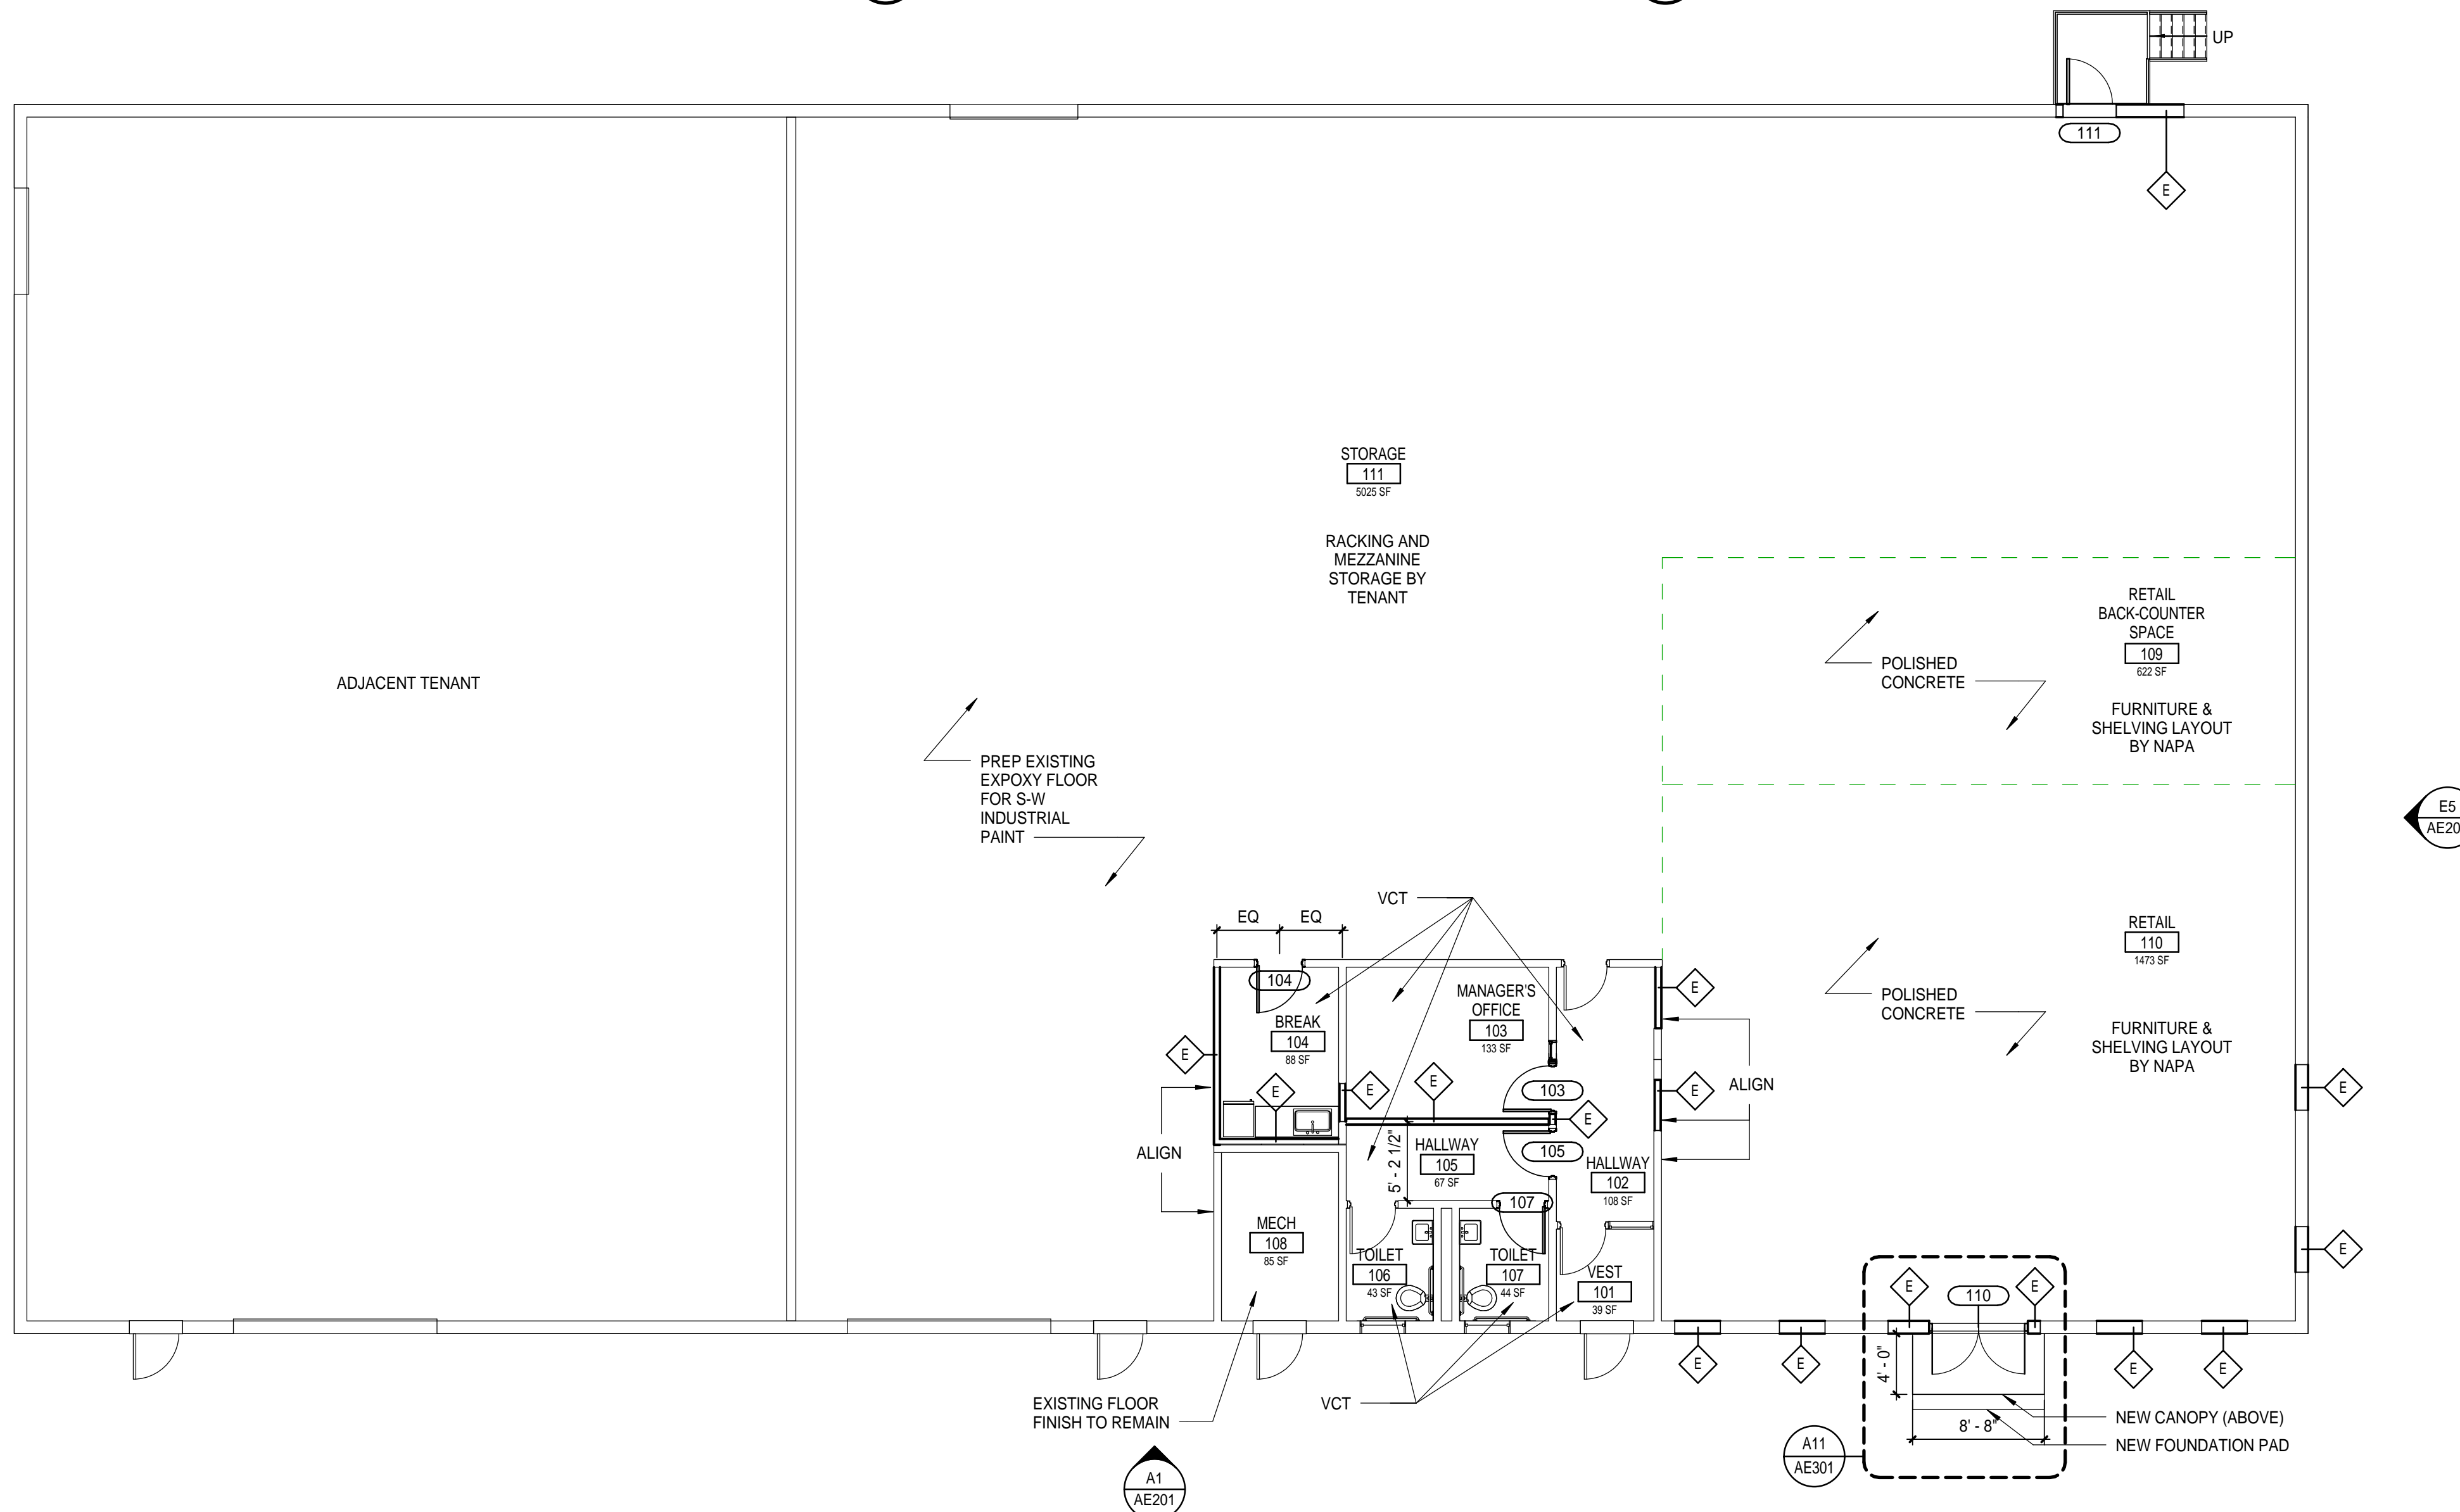 UP
111
E
STORAGE
111
5025 SF
RACKING AND
MEZZANINE
STORAGE BY
TENANT
RETAIL
BACK-COUNTER
SPACE
109
622 SF
POLISHED
CONCRETE
FURNITURE &
SHELVING LAYOUT
BY NAPA
ADJACENT TENANT
PREP EXISTING
EXPOXY FLOOR
FOR S-W
INDUSTRIAL
PAINT
E5
AE20
VCT
EQ
EQ
RETAIL
110
1473 SF
POLISHED
CONCRETE
FURNITURE &
SHELVING LAYOUT
BY NAPA
104
BREAK
104
88 SF
MANAGER'S
OFFICE
103
133 SF
E
E
E
E
E
E
E
103
ALIGN
E
ALIGN
5' - 2 1/2"
HALLWAY
105
67 SF
105
HALLWAY
102
108 SF
107
MECH
108
85 SF
TOILET
106
43 SF
TOILET
107
44 SF
VEST
101
39 SF
E
E
110
E
E
E
E
E
4' - 0"
8' - 8"
EXISTING FLOOR
FINISH TO REMAIN
VCT
NEW CANOPY (ABOVE)
NEW FOUNDATION PAD
A11
AE301
A1
AE201